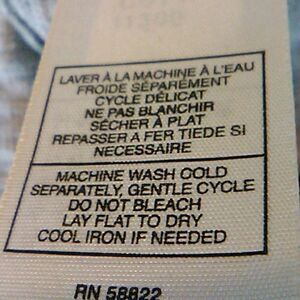 LAVER À LA MACHINE À L'EAU
FROIDE SÉPARÉMENT
CYCLE DÉLICAT
NE PAS BLANCHIR
SÉCHER À PLAT
REPASSER A FER TIEDE SI
NECESSAIRE
MACHINE WASH COLD
SEPARATELY, GENTLE CYCLE
DO NOT BLEACH
LAY FLAT TO DRY
COOL IRON IF NEEDED
RN 58822